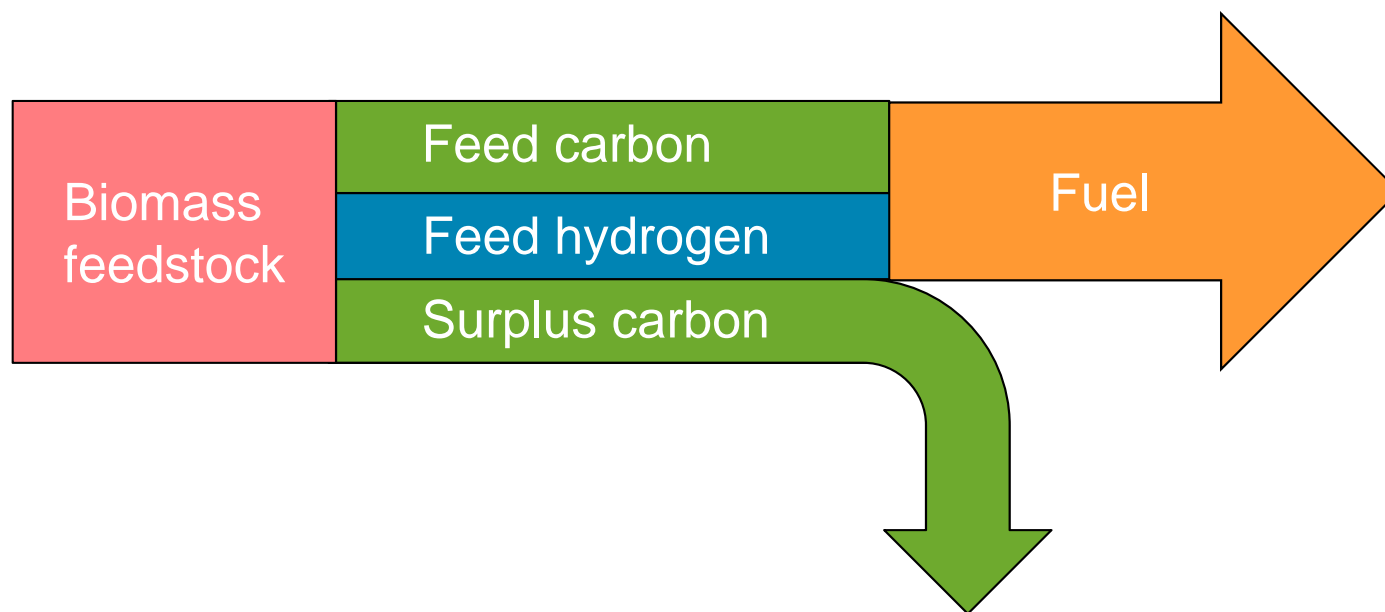 Biomass
feedstock
Feed carbon
Feed hydrogen
Surplus carbon
Fuel